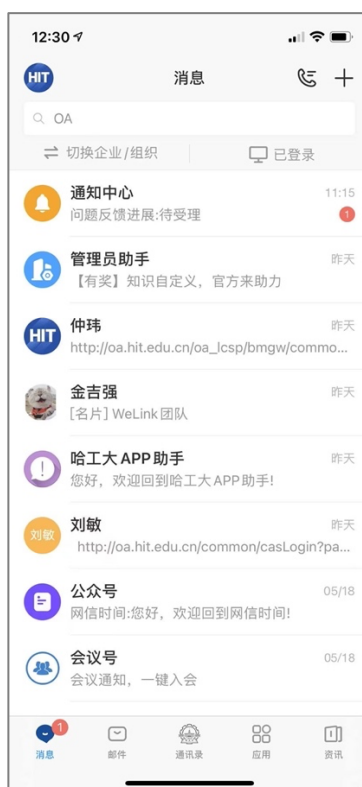 12:30
HIT
消息
OA
切换企业/组织
已登录
通知中心
11:15
问题反馈进展:待受理
1
管理员助手
昨天
【有奖】知识自定义，官方来助力
HIT
仲玮
昨天
http://oa.hit.edu.cn/oa_lcsp/bmgw/commo...
金吉强
昨天
[名片] WeLink团队
哈工大APP助手
昨天
您好，欢迎回到哈工大APP助手!
刘敏
刘敏
昨天
http://oa.hit.edu.cn/common/casLogin?pa...
公众号
05/18
网信时间:您好，欢迎回到网信时间!
会议号
05/18
会议通知，一键入会
1
消息
邮件
通讯录
应用
资讯